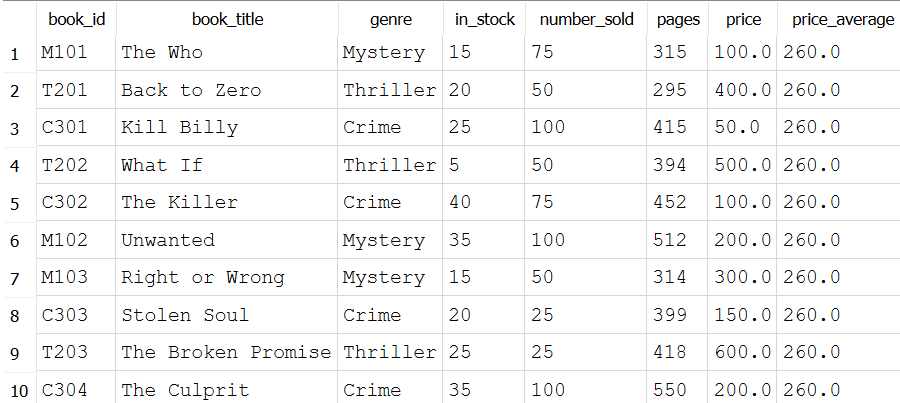 book_id book_title genre in_stock number_sold pages price price_average
1 M101 The Who Mystery 15 75 315 100.0 260.0
2 T201 Back to Zero Thriller 20 50 295 400.0 260.0
3 C301 Kill Billy Crime 25 100 415 50.0 260.0
4 T202 What If Thriller 5 50 394 500.0 260.0
5 C302 The Killer Crime 40 75 452 100.0 260.0
6 M102 Unwanted Mystery 35 100 512 200.0 260.0
7 M103 Right or Wrong Mystery 15 50 314 300.0 260.0
8 C303 Stolen Soul Crime 20 25 399 150.0 260.0
9 T203 The Broken Promise Thriller 25 25 418 600.0 260.0
10 C304 The Culprit Crime 35 100 550 200.0 260.0